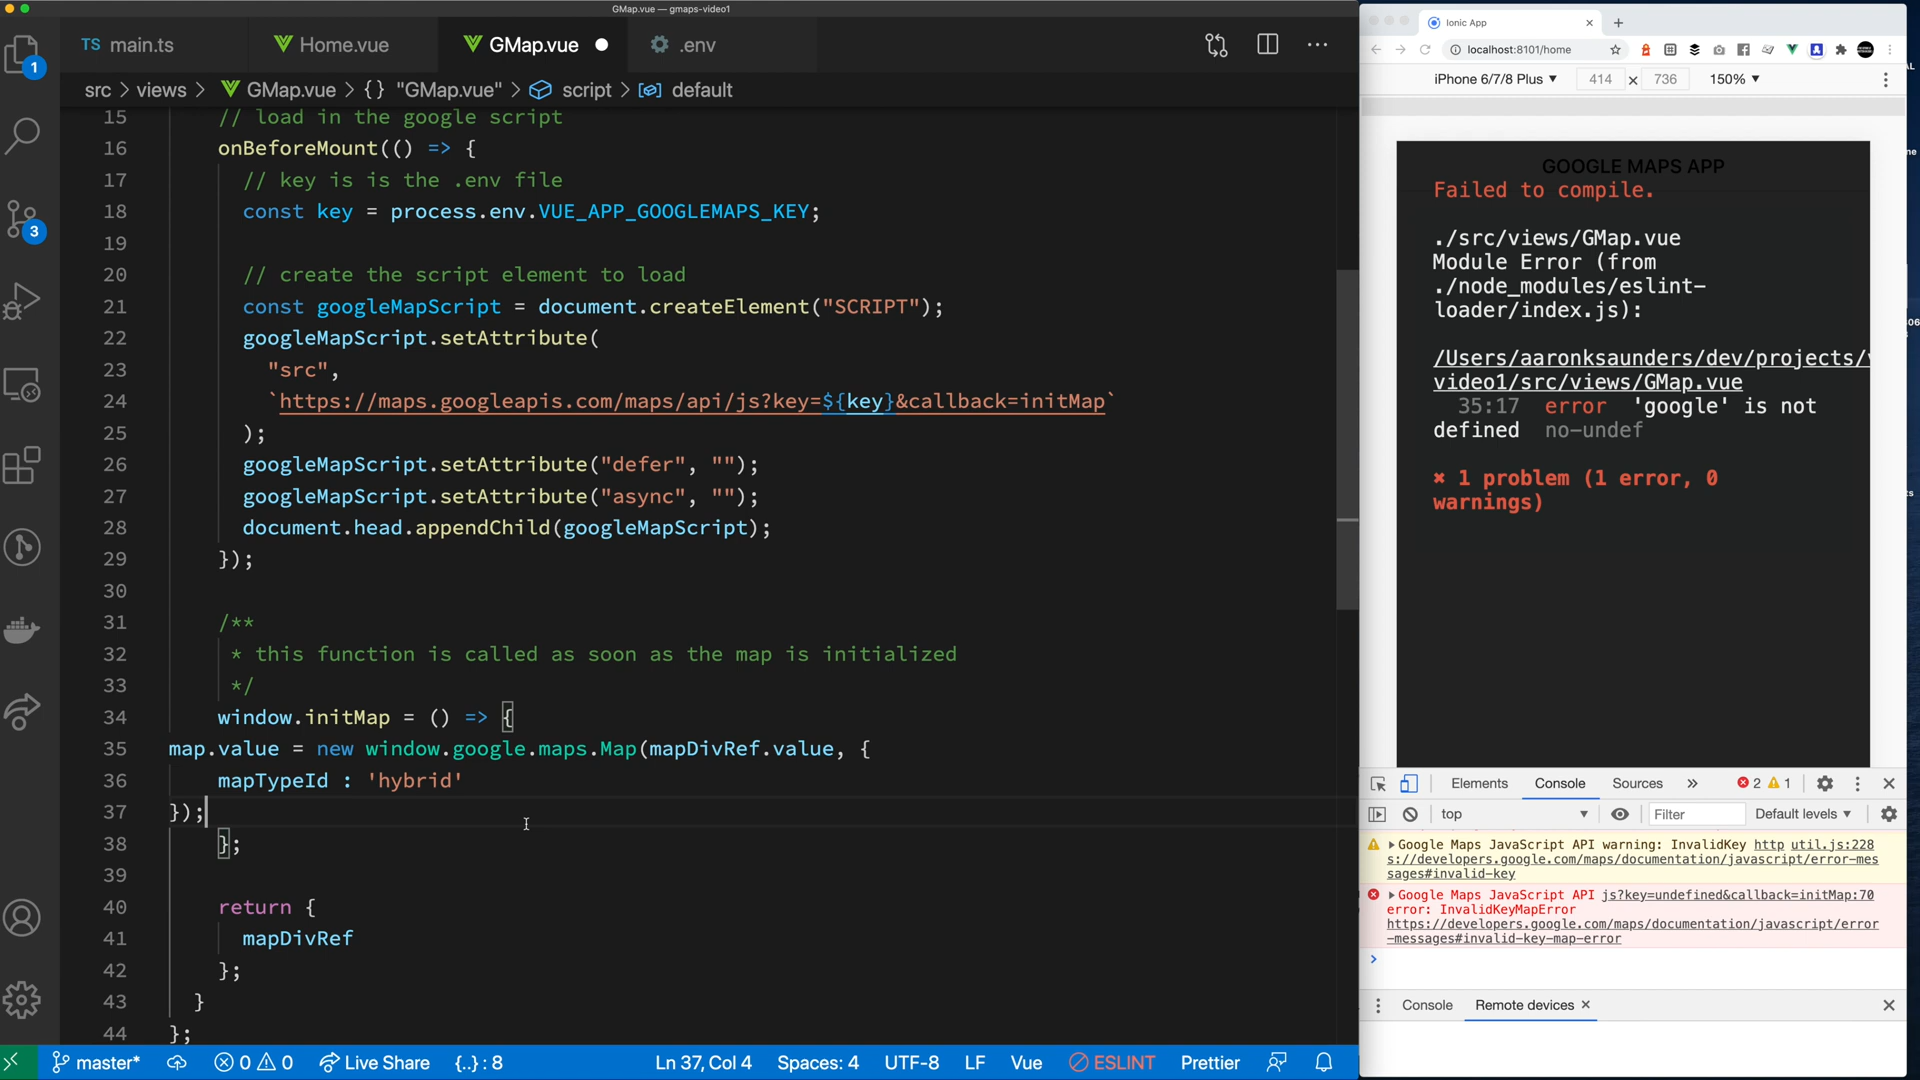 GMap.vue — gmaps-video1
TS main.ts
Home.vue
GMap.vue
.env
src > views > GMap.vue > {} "GMap.vue" > script > default
15 // load in the google script
16 onBeforeMount(() => {
17 // key is is the .env file
18 const key = process.env.VUE_APP_GOOGLEMAPS_KEY;
19
20 // create the script element to load
21 const googleMapScript = document.createElement("SCRIPT");
22 googleMapScript.setAttribute(
23 "src",
24 `https://maps.googleapis.com/maps/api/js?key=${key}&callback=initMap`
25 );
26 googleMapScript.setAttribute("defer", "");
27 googleMapScript.setAttribute("async", "");
28 document.head.appendChild(googleMapScript);
29 });
30
31 /**
32 * this function is called as soon as the map is initialized
33 */
34 window.initMap = () => {
35 map.value = new window.google.maps.Map(mapDivRef.value, {
36 mapTypeId : 'hybrid'
37 });
38 };
39
40 return {
41 mapDivRef
42 };
43 }
44 };
1
3
master* 0 0 Live Share {..} : 8 Ln 37, Col 4 Spaces: 4 UTF-8 LF Vue ESLINT Prettier
Ionic App
localhost:8101/home
iPhone 6/7/8 Plus 414 × 736 150%
GOOGLE MAPS APP
Failed to compile.
./src/views/GMap.vue
Module Error (from
./node_modules/eslint-
loader/index.js):
/Users/aaronksaunders/dev/projects/
video1/src/views/GMap.vue
35:17 error 'google' is not
defined no-undef
✖ 1 problem (1 error, 0
warnings)
Elements Console Sources » 2 1
top Filter Default levels
Google Maps JavaScript API warning: InvalidKey http util.js:228
s://developers.google.com/maps/documentation/javascript/error-mes
sages#invalid-key
Google Maps JavaScript API js?key=undefined&callback=initMap:70
error: InvalidKeyMapError
https://developers.google.com/maps/documentation/javascript/error
-messages#invalid-key-map-error
>
Console Remote devices